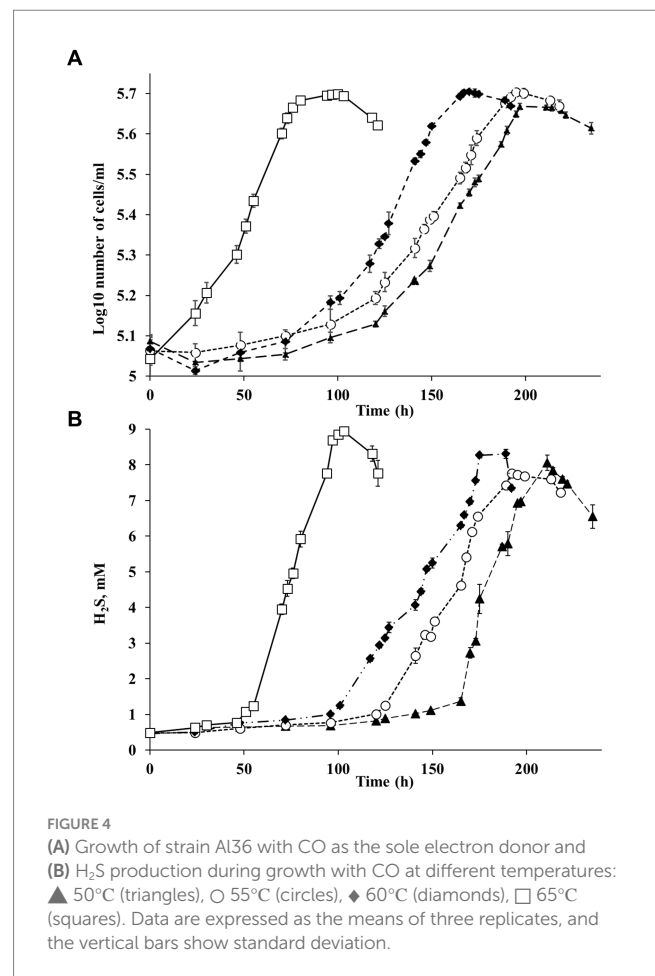 A
5.7
5.6
5.5
5.4
5.3
5.2
5.1
5
Log10 number of cells/ml
0 50 100 150 200
Time (h)
B
9
8
7
6
5
4
3
2
1
0
H₂S, mM
0 50 100 150 200
Time (h)
FIGURE 4
(A) Growth of strain Al36 with CO as the sole electron donor and
(B) H₂S production during growth with CO at different temperatures:
▲ 50°C (triangles), ○ 55°C (circles), ◆ 60°C (diamonds), □ 65°C
(squares). Data are expressed as the means of three replicates, and
the vertical bars show standard deviation.